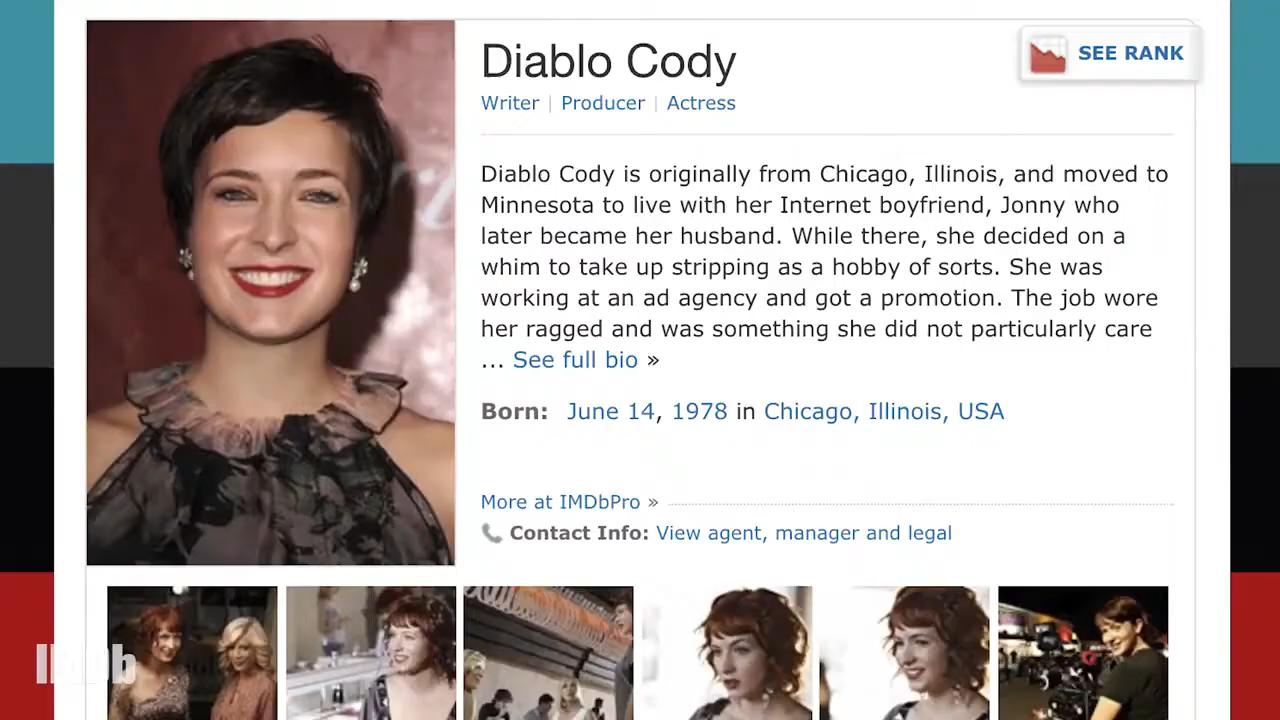 Diablo Cody
SEE RANK
Writer | Producer | Actress
Diablo Cody is originally from Chicago, Illinois, and moved to
Minnesota to live with her Internet boyfriend, Jonny who
later became her husband. While there, she decided on a
whim to take up stripping as a hobby of sorts. She was
working at an ad agency and got a promotion. The job wore
her ragged and was something she did not particularly care
... See full bio »
Born: June 14, 1978 in Chicago, Illinois, USA
More at IMDbPro »
Contact Info: View agent, manager and legal
IMDb